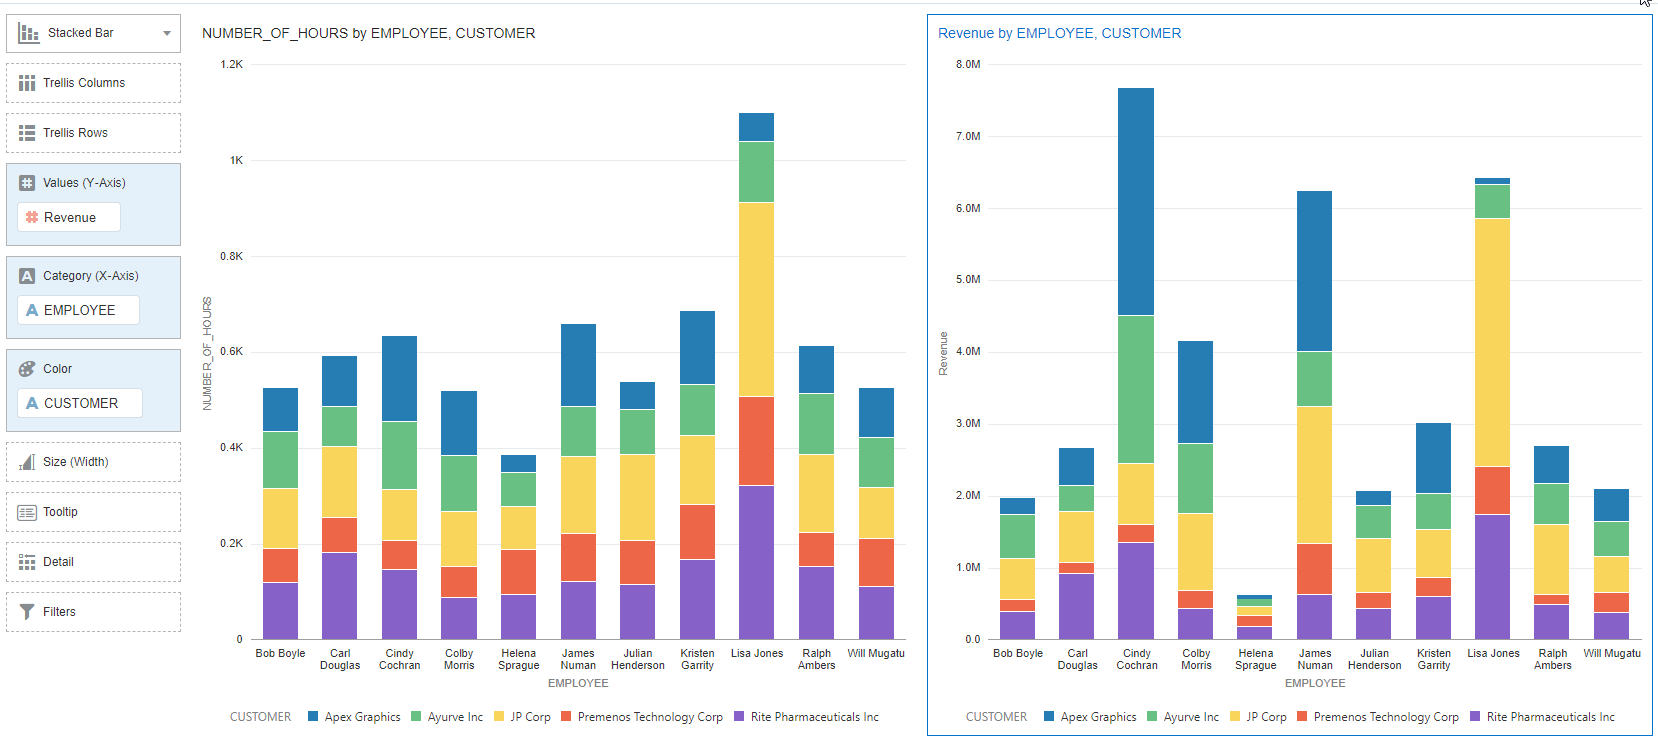 Stacked Bar
Trellis Columns
Trellis Rows
Values (Y-Axis)
Revenue
Category (X-Axis)
EMPLOYEE
Color
CUSTOMER
Size (Width)
Tooltip
Detail
Filters
NUMBER_OF_HOURS by EMPLOYEE, CUSTOMER
1.2K
1K
0.8K
0.6K
0.4K
0.2K
0
NUMBER_OF_HOURS
Bob Boyle
Carl
Douglas
Cindy
Cochran
Colby
Morris
Helena
Sprague
James
Numan
Julian
Henderson
Kristen
Garrity
Lisa Jones
Ralph
Ambers
Will Mugatu
EMPLOYEE
CUSTOMER Apex Graphics Ayurve Inc JP Corp Premenos Technology Corp Rite Pharmaceuticals Inc
Revenue by EMPLOYEE, CUSTOMER
8.0M
7.0M
6.0M
5.0M
4.0M
3.0M
2.0M
1.0M
0.0
Revenue
Bob Boyle
Carl
Douglas
Cindy
Cochran
Colby
Morris
Helena
Sprague
James
Numan
Julian
Henderson
Kristen
Garrity
Lisa Jones
Ralph
Ambers
Will Mugatu
EMPLOYEE
CUSTOMER Apex Graphics Ayurve Inc JP Corp Premenos Technology Corp Rite Pharmaceuticals Inc